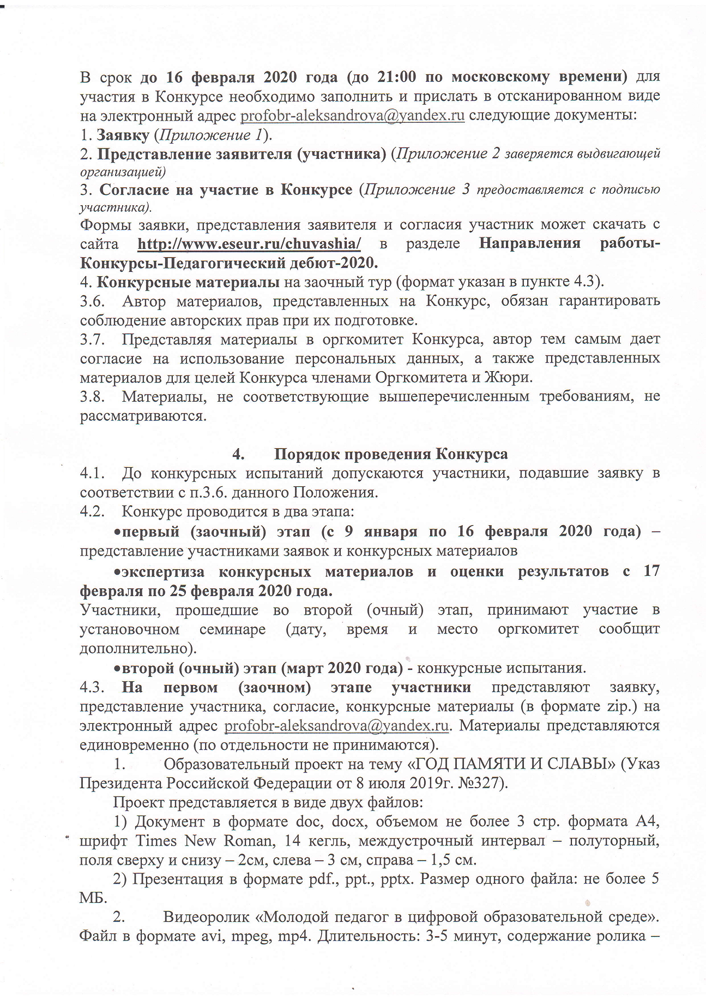 В срок до 16 февраля 2020 года (до 21:00 по московскому времени) для
участия в Конкурсе необходимо заполнить и прислать в отсканированном виде
на электронный адрес profobr-aleksandrova@yandex.ru следующие документы:
1. Заявку (Приложение 1).
2. Представление заявителя (участника) (Приложение 2 заверяется выдвигающей
организацией)
3. Согласие на участие в Конкурсе (Приложение 3 предоставляется с подписью
участника).
Формы заявки, представления заявителя и согласия участник может скачать с
сайта http://www.eseur.ru/chuvashia/ в разделе Направления работы-
Конкурсы-Педагогический дебют-2020.
4. Конкурсные материалы на заочный тур (формат указан в пункте 4.3).
3.6. Автор материалов, представленных на Конкурс, обязан гарантировать
соблюдение авторских прав при их подготовке.
3.7. Представляя материалы в оргкомитет Конкурса, автор тем самым дает
согласие на использование персональных данных, а также представленных
материалов для целей Конкурса членами Оргкомитета и Жюри.
3.8. Материалы, не соответствующие вышеперечисленным требованиям, не
рассматриваются.
4. Порядок проведения Конкурса
4.1. До конкурсных испытаний допускаются участники, подавшие заявку в
соответствии с п.3.6. данного Положения.
4.2. Конкурс проводится в два этапа:
•первый (заочный) этап (с 9 января по 16 февраля 2020 года) –
представление участниками заявок и конкурсных материалов
•экспертиза конкурсных материалов и оценки результатов с 17
февраля по 25 февраля 2020 года.
Участники, прошедшие во второй (очный) этап, принимают участие в
установочном семинаре (дату, время и место оргкомитет сообщит
дополнительно).
•второй (очный) этап (март 2020 года) - конкурсные испытания.
4.3. На первом (заочном) этапе участники представляют заявку,
представление участника, согласие, конкурсные материалы (в формате zip.) на
электронный адрес profobr-aleksandrova@yandex.ru. Материалы представляются
единовременно (по отдельности не принимаются).
1. Образовательный проект на тему «ГОД ПАМЯТИ И СЛАВЫ» (Указ
Президента Российской Федерации от 8 июля 2019г. №327).
Проект представляется в виде двух файлов:
1) Документ в формате doc, docx, объемом не более 3 стр. формата А4,
шрифт Times New Roman, 14 кегль, междустрочный интервал – полуторный,
поля сверху и снизу – 2см, слева – 3 см, справа – 1,5 см.
2) Презентация в формате pdf., ppt., pptx. Размер одного файла: не более 5
МБ.
2. Видеоролик «Молодой педагог в цифровой образовательной среде».
Файл в формате avi, mpeg, mp4. Длительность: 3-5 минут, содержание ролика –